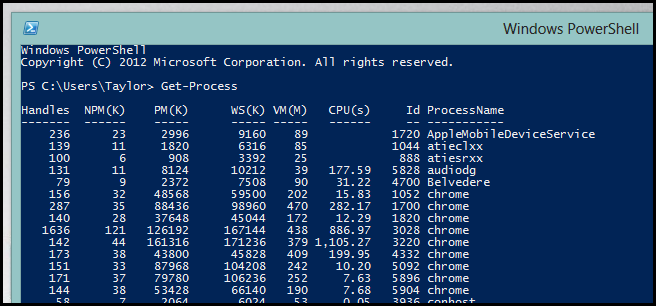 Windows PowerShell
Windows PowerShell
Copyright (C) 2012 Microsoft Corporation. All rights reserved.
PS C:\Users\Taylor> Get-Process
Handles NPM(K) PM(K) WS(K) VM(M) CPU(s) Id ProcessName
------- ------ ----- ----- ----- ------ -- -----------
236 23 2996 9160 89 1720 AppleMobileDeviceService
139 11 1820 6316 85 1044 atieclxx
100 6 908 3392 25 888 atiesrxx
131 11 8124 10212 39 177.59 5828 audiodg
79 9 2372 7508 90 31.22 4700 Belvedere
156 32 48568 59500 202 15.83 1052 chrome
287 35 88436 98960 470 282.17 1700 chrome
140 28 37648 45044 172 12.29 1820 chrome
1636 121 126192 167144 438 886.97 3028 chrome
142 44 161316 171236 379 1,105.27 3220 chrome
173 38 43800 45828 409 199.95 4332 chrome
151 33 87968 104208 242 10.20 5092 chrome
171 37 79780 106236 252 7.63 5896 chrome
144 38 53428 66140 190 7.68 5904 chrome
58 7 2064 6024 53 0.05 3936 conhost